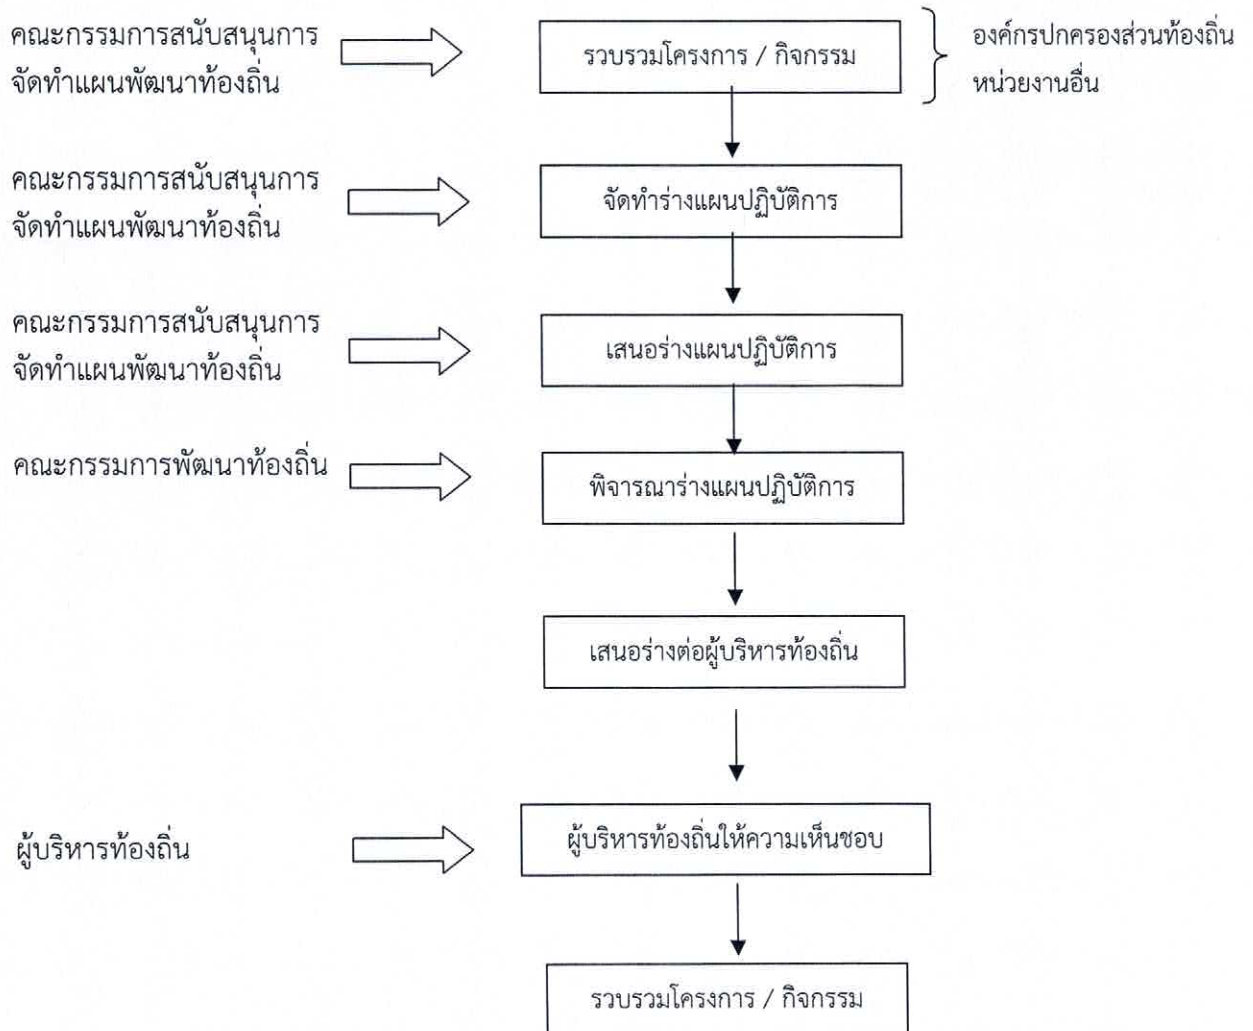 คณะกรรมการสนับสนุนการ
จัดทำแผนพัฒนาท้องถิ่น
รวบรวมโครงการ / กิจกรรม
องค์กรปกครองส่วนท้องถิ่น
หน่วยงานอื่น
คณะกรรมการสนับสนุนการ
จัดทำแผนพัฒนาท้องถิ่น
จัดทำร่างแผนปฏิบัติการ
คณะกรรมการสนับสนุนการ
จัดทำแผนพัฒนาท้องถิ่น
เสนอร่างแผนปฏิบัติการ
คณะกรรมการพัฒนาท้องถิ่น
พิจารณาร่างแผนปฏิบัติการ
เสนอร่างต่อผู้บริหารท้องถิ่น
ผู้บริหารท้องถิ่น
ผู้บริหารท้องถิ่นให้ความเห็นชอบ
รวบรวมโครงการ / กิจกรรม